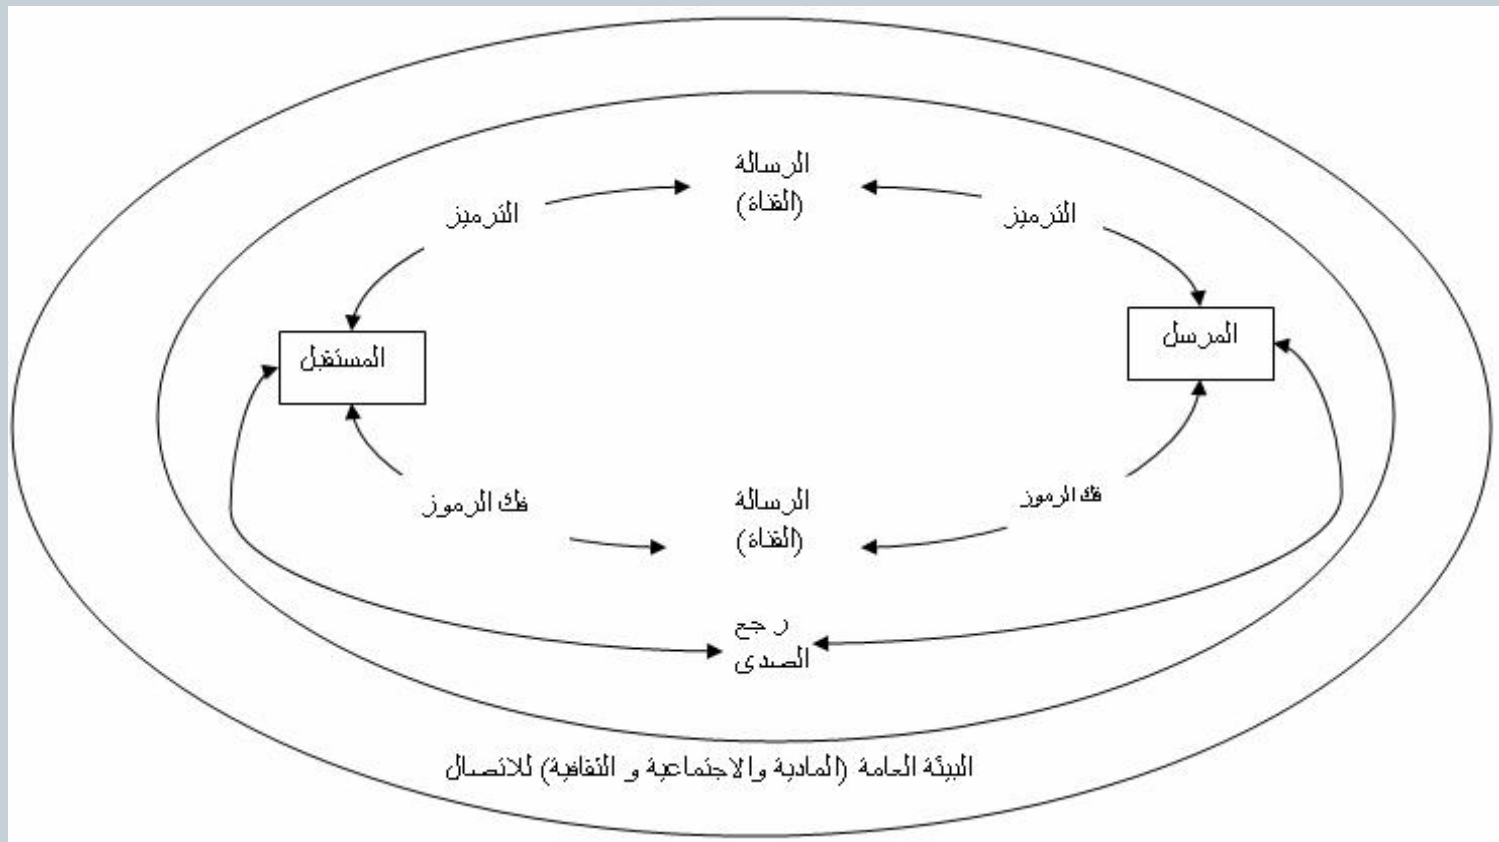 الرسالة
(القناة)
الترميز
الترميز
المرسل
المستقبل
فك الرموز
الرسالة
(القناة)
فك الرموز
رجع
الصدى
البيئة العامة (المادية والاجتماعية و الثقافية) للاتصال